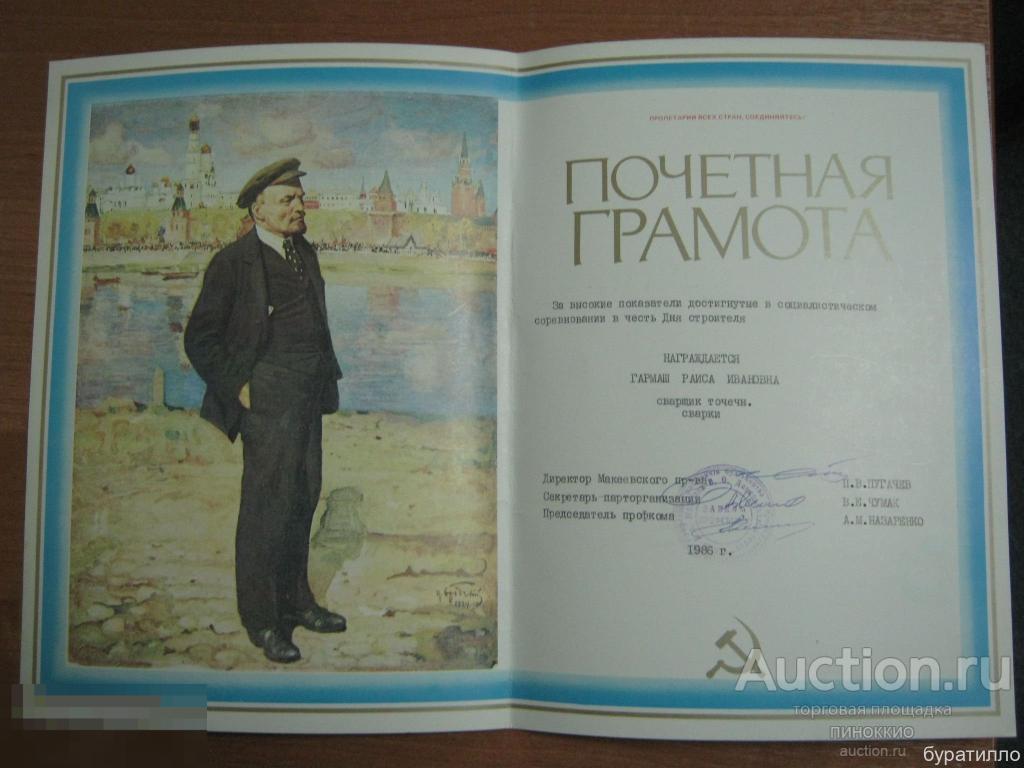 ПРОЛЕТАРИИ ВСЕХ СТРАН, СОЕДИНЯЙТЕСЬ!
ПОЧЕТНАЯ
ГРАМОТА
За высокие показатели достигнутые в социалистическом
соревновании в честь Дня строителя
НАГРАЖДАЕТСЯ
ГАРМАШ РАИСА ИВАНОВНА
сварщик точечн.
сварки
Директор Макеевского пр-ва П.В.ПУГАЧЕВ
Секретарь парторганизации В.Е.ЧУМАК
Председатель профкома А.М.НАЗАРЕНКО
1986 г.
Auction.ru
торговая площадка
ПИНОККИО
auction.ru
буратилло